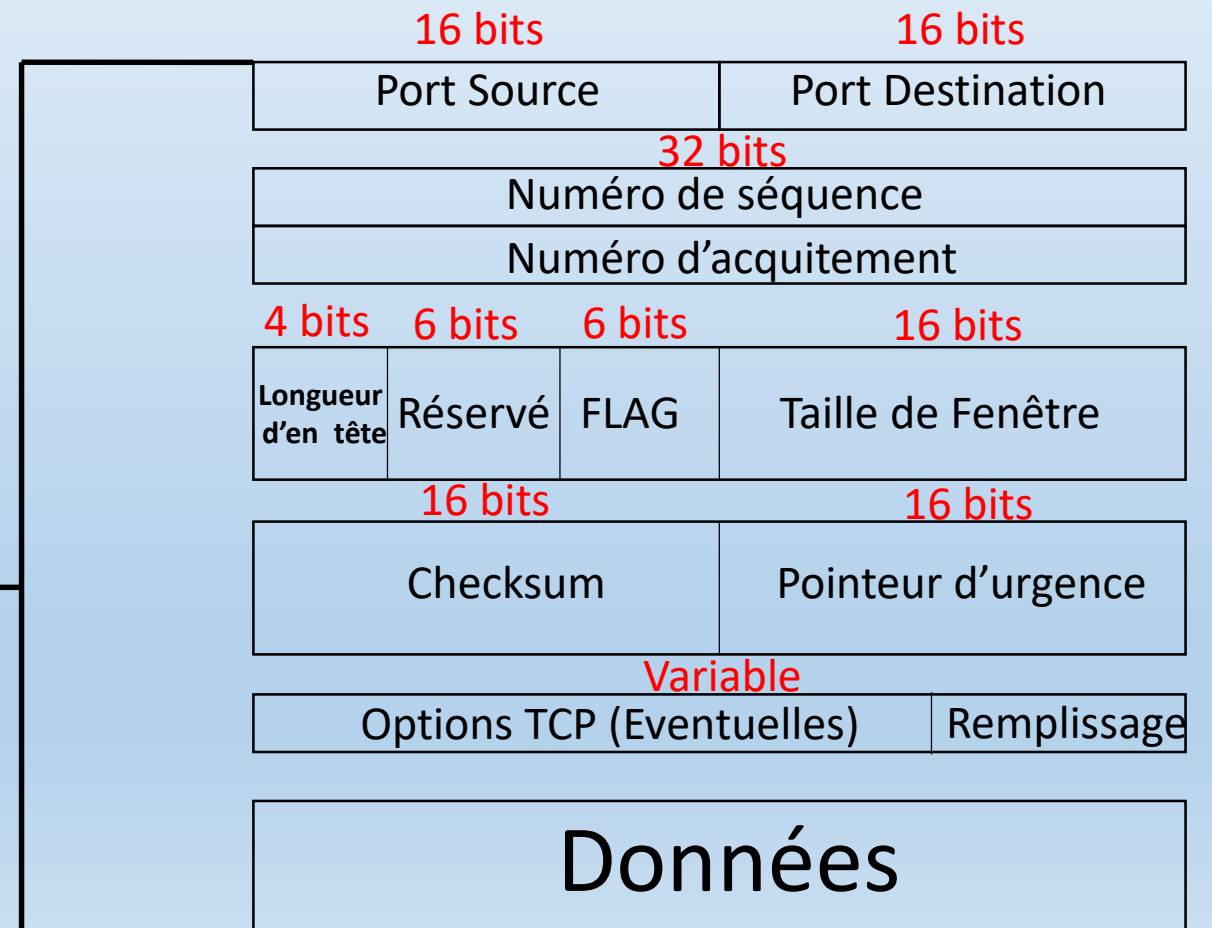 16 bits 16 bits
Port Source Port Destination
32 bits
Numéro de séquence
Numéro d’acquitement
4 bits 6 bits 6 bits 16 bits
Longueur
d’en tête
Réservé FLAG Taille de Fenêtre
16 bits 16 bits
Checksum Pointeur d’urgence
Variable
Options TCP (Eventuelles) Remplissage
Données